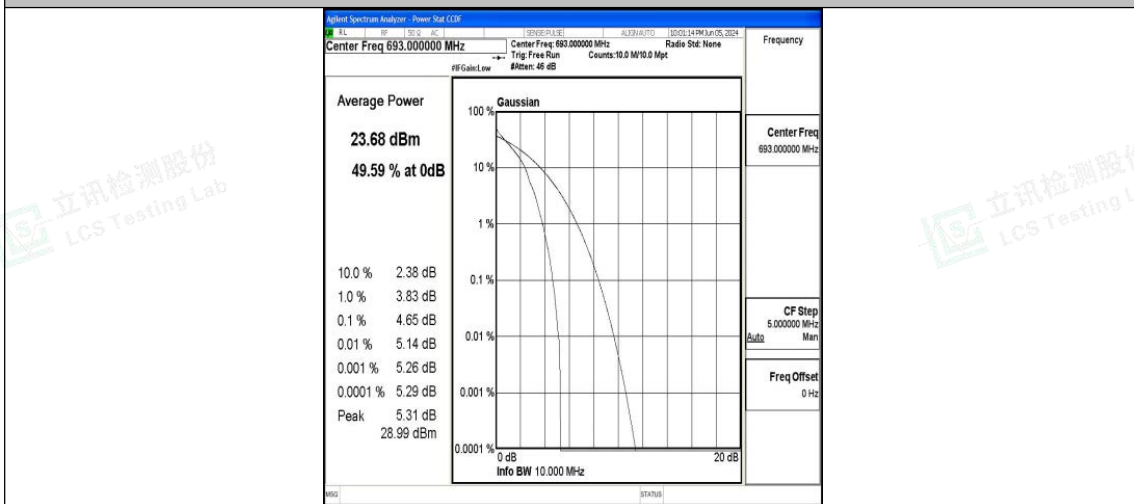 Agilent Spectrum Analyzer - Power Stat CCDF
RL RF 50 Ω AC SENSE:PULSE ALIGN AUTO 10:01:14 PM Jun 05, 2024
Center Freq 693.000000 MHz
Center Freq: 693.000000 MHz Radio Std: None
Trig: Free Run Counts:10.0 M/10.0 Mpt
#IFGain:Low #Atten: 46 dB
Frequency
Average Power
23.68 dBm
49.59 % at 0dB
10.0 % 2.38 dB
1.0 % 3.83 dB
0.1 % 4.65 dB
0.01 % 5.14 dB
0.001 % 5.26 dB
0.0001 % 5.29 dB
Peak 5.31 dB
28.99 dBm
Gaussian
100 %
10 %
1 %
0.1 %
0.01 %
0.001 %
0.0001 %
0 dB 20 dB
Info BW 10.000 MHz
Center Freq
693.000000 MHz
CF Step
5.000000 MHz
Auto Man
Freq Offset
0 Hz
MSG STATUS
立讯检测股份
LCS Testing Lab
立讯检测股份
LCS Testing L